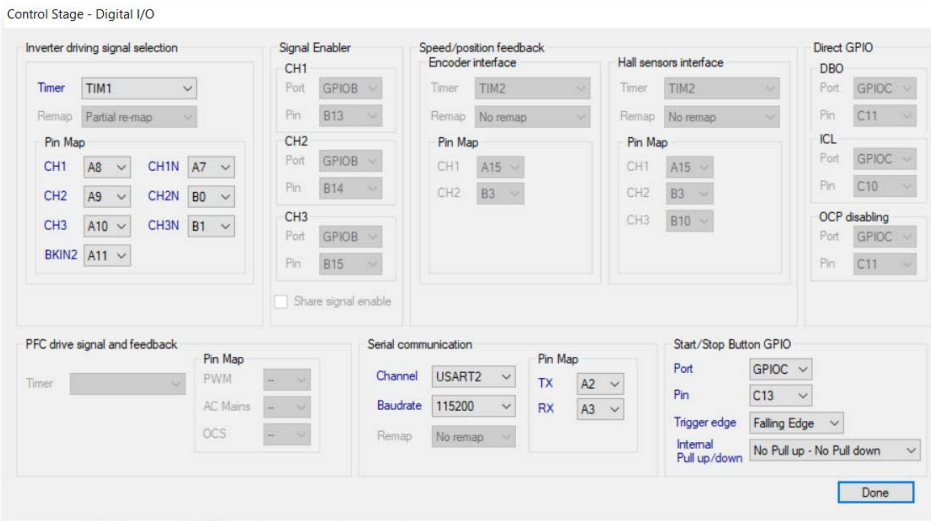 Control Stage - Digital I/O
Inverter driving signal selection
Timer TIM1
Remap Partial re-map
Pin Map
CH1 A8 CH1N A7
CH2 A9 CH2N B0
CH3 A10 CH3N B1
BKIN2 A11
Signal Enabler
CH1
Port GPIOB
Pin B13
CH2
Port GPIOB
Pin B14
CH3
Port GPIOB
Pin B15
Share signal enable
Speed/position feedback
Encoder interface
Timer TIM2
Remap No remap
Pin Map
CH1 A15
CH2 B3
Hall sensors interface
Timer TIM2
Remap No remap
Pin Map
CH1 A15
CH2 B3
CH3 B10
Direct GPIO
DBO
Port GPIOC
Pin C11
ICL
Port GPIOC
Pin C10
OCP disabling
Port GPIOC
Pin C11
PFC drive signal and feedback
Timer
Pin Map
PWM --
AC Mains --
OCS --
Serial communication
Channel USART2
Baudrate 115200
Remap No remap
Pin Map
TX A2
RX A3
Start/Stop Button GPIO
Port GPIOC
Pin C13
Trigger edge Falling Edge
Internal
Pull up/down No Pull up - No Pull down
Done